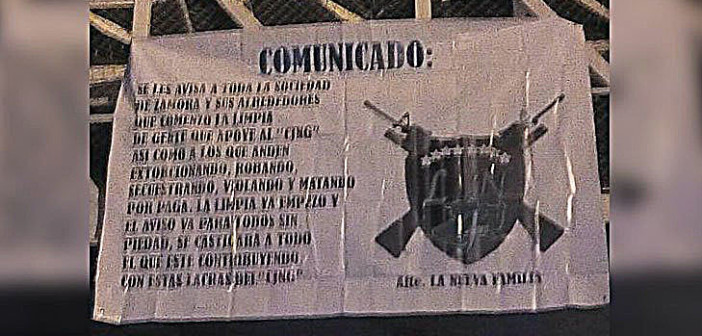 COMUNICADO:
SE LES AVISA A TODA LA SOCIEDAD
DE ZAMORA Y SUS ALREDEDORES
QUE COMENZO LA LIMPIA
DE GENTE QUE APOYE AL "CJNG"
ASI COMO A LOS QUE ANDEN
EXTORCIONANDO, ROBANDO,
SECUESTRANDO, VIOLANDO Y MATANDO
POR PAGA. LA LIMPIA YA EMPEZO Y
EL AVISO VA PARA TODOS SIN
PIEDAD, SE CASTIGARA A TODO
EL QUE ESTE CONTRIBUYENDO
CON ESTAS LACRAS DEL "CJNG"
Atte. LA NUEVA FAMILIA